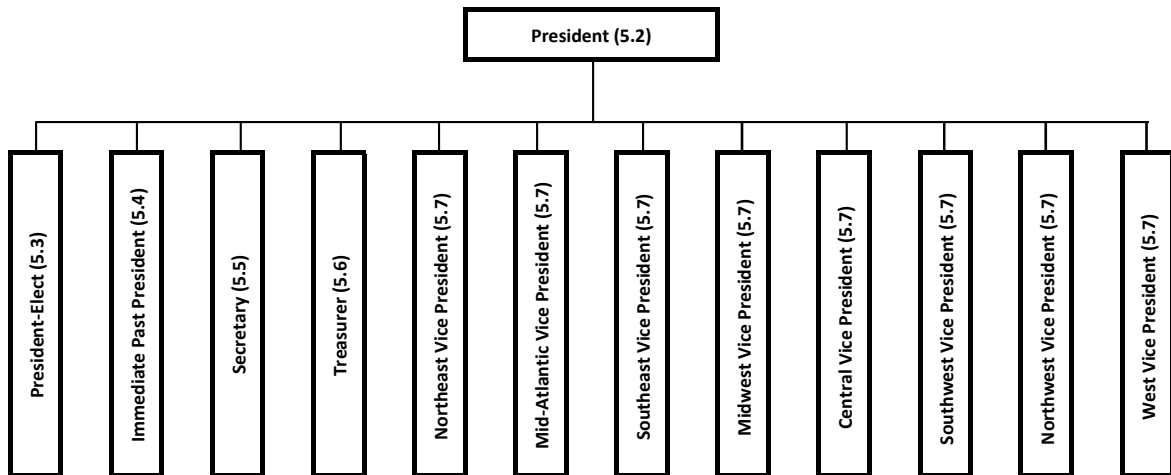 President (5.2)
President-Elect (5.3)
Immediate Past President (5.4)
Secretary (5.5)
Treasurer (5.6)
Northeast Vice President (5.7)
Mid-Atlantic Vice President (5.7)
Southeast Vice President (5.7)
Midwest Vice President (5.7)
Central Vice President (5.7)
Southwest Vice President (5.7)
Northwest Vice President (5.7)
West Vice President (5.7)